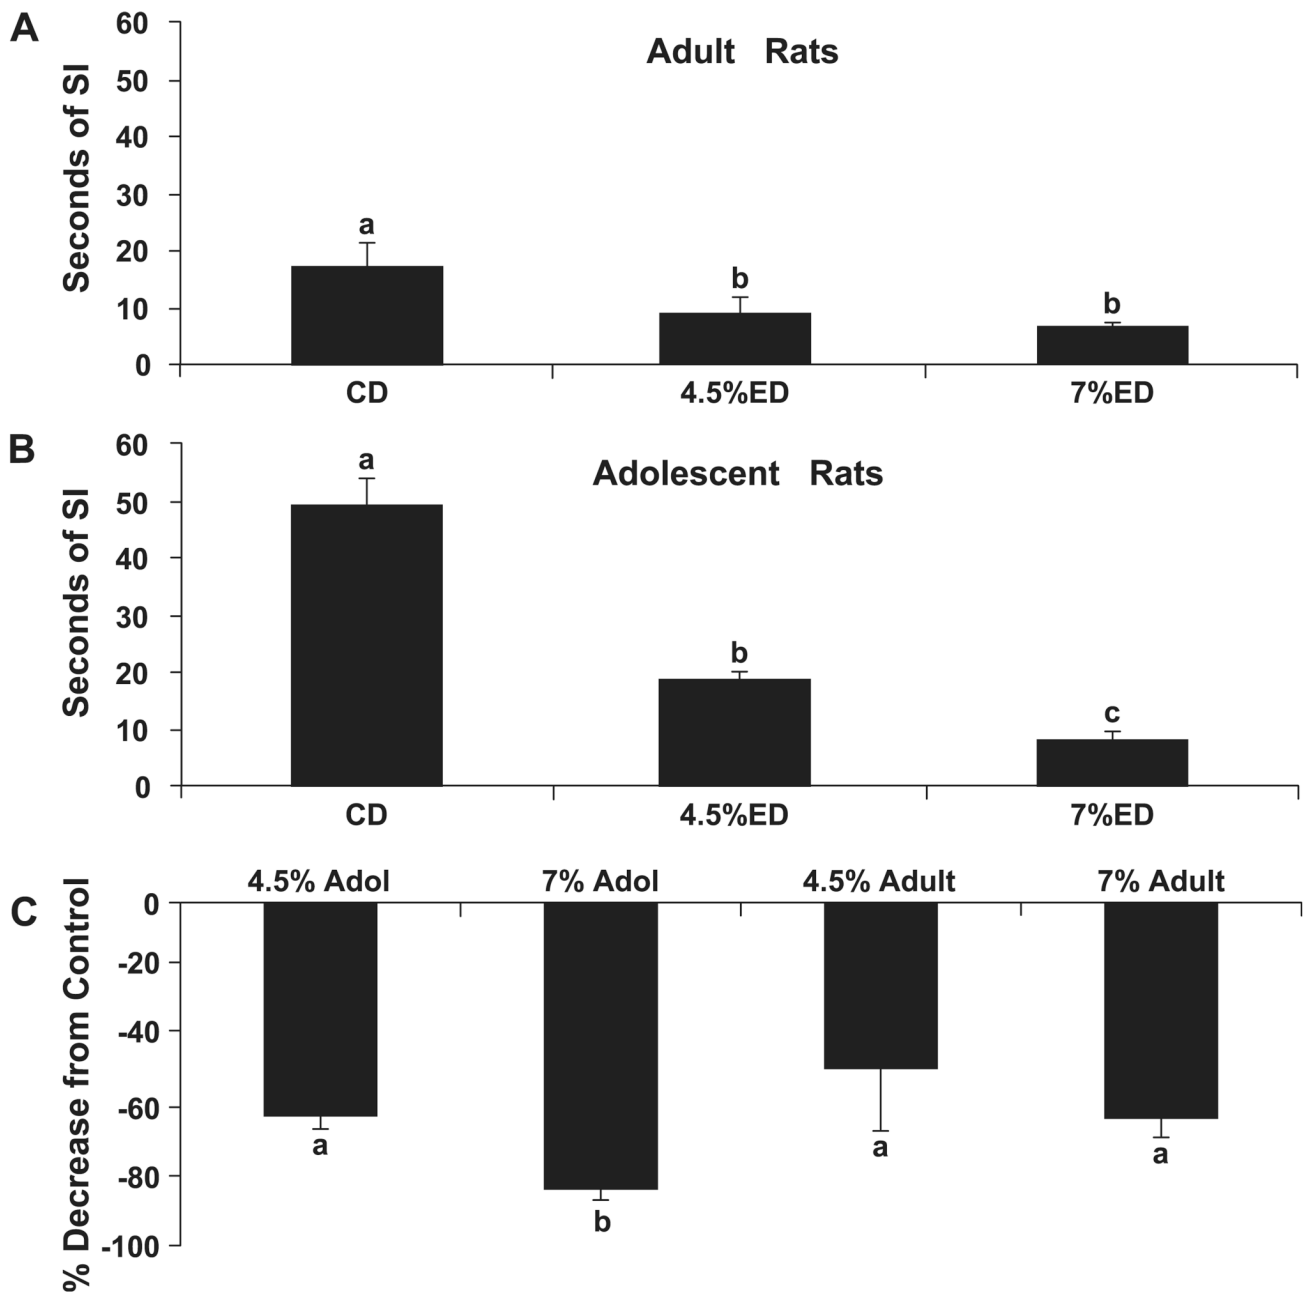 A
Adult Rats
Seconds of SI
60
50
40
30
20
10
0
a
b
b
CD
4.5%ED
7%ED
B
Adolescent Rats
Seconds of SI
60
50
40
30
20
10
0
a
b
c
CD
4.5%ED
7%ED
C
4.5% Adol
7% Adol
4.5% Adult
7% Adult
% Decrease from Control
0
-20
-40
-60
-80
-100
a
b
a
a